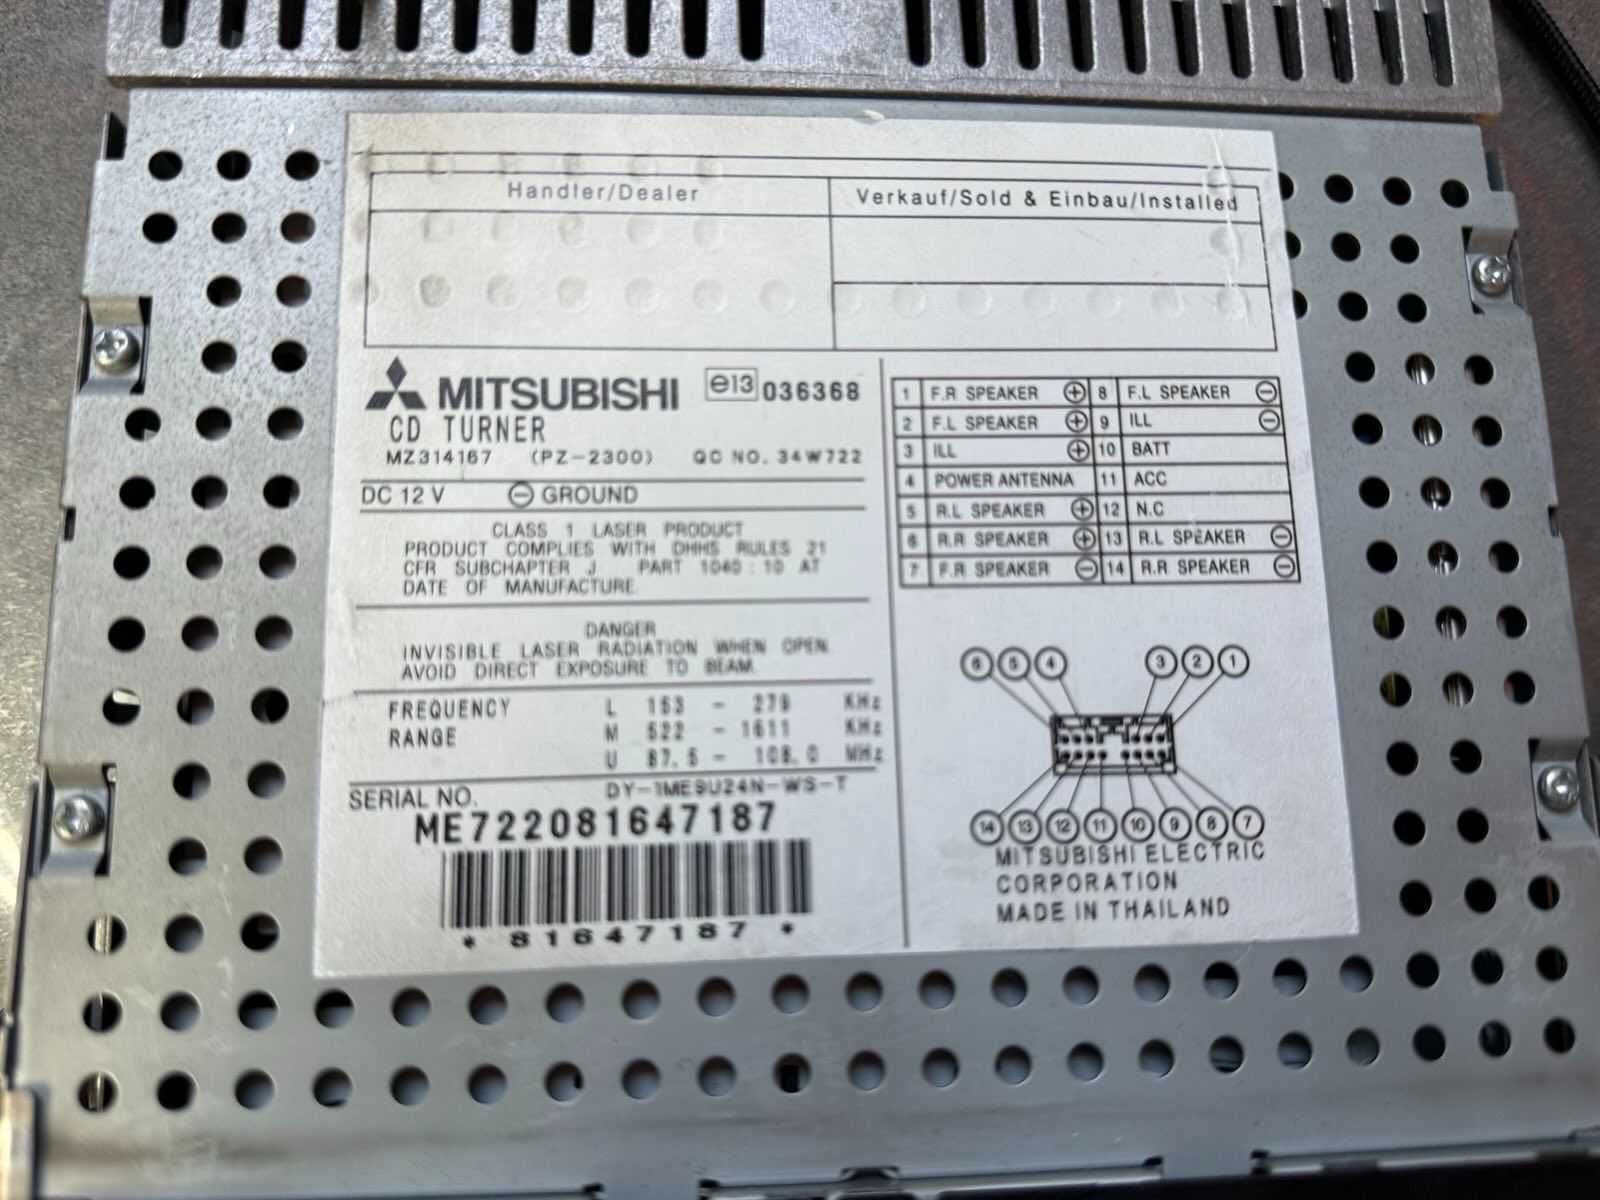 Handler/Dealer
Verkauf/Sold & Einbau/Installed
MITSUBISHI e13 036368
CD TURNER
MZ314167 (PZ-2300) QC NO. 34W722
DC 12 V ⊖ GROUND
CLASS 1 LASER PRODUCT
PRODUCT COMPLIES WITH DHHS RULES 21
CFR SUBCHAPTER J PART 1040:10 AT
DATE OF MANUFACTURE.
DANGER
INVISIBLE LASER RADIATION WHEN OPEN.
AVOID DIRECT EXPOSURE TO BEAM.
FREQUENCY RANGE
L 153 - 279 KHz
M 522 - 1611 KHz
U 87.5 - 108.0 MHz
DY-1ME9U24N-WS-T
SERIAL NO.
ME722081647187
* 81647187 *
1 F.R SPEAKER ⊕ 8 F.L SPEAKER ⊖
2 F.L SPEAKER ⊕ 9 ILL ⊖
3 ILL ⊕ 10 BATT
4 POWER ANTENNA 11 ACC
5 R.L SPEAKER ⊕ 12 N.C
6 R.R SPEAKER ⊕ 13 R.L SPEAKER ⊖
7 F.R SPEAKER ⊖ 14 R.R SPEAKER ⊖
6 5 4 3 2 1
14 13 12 11 10 9 8 7
MITSUBISHI ELECTRIC
CORPORATION
MADE IN THAILAND